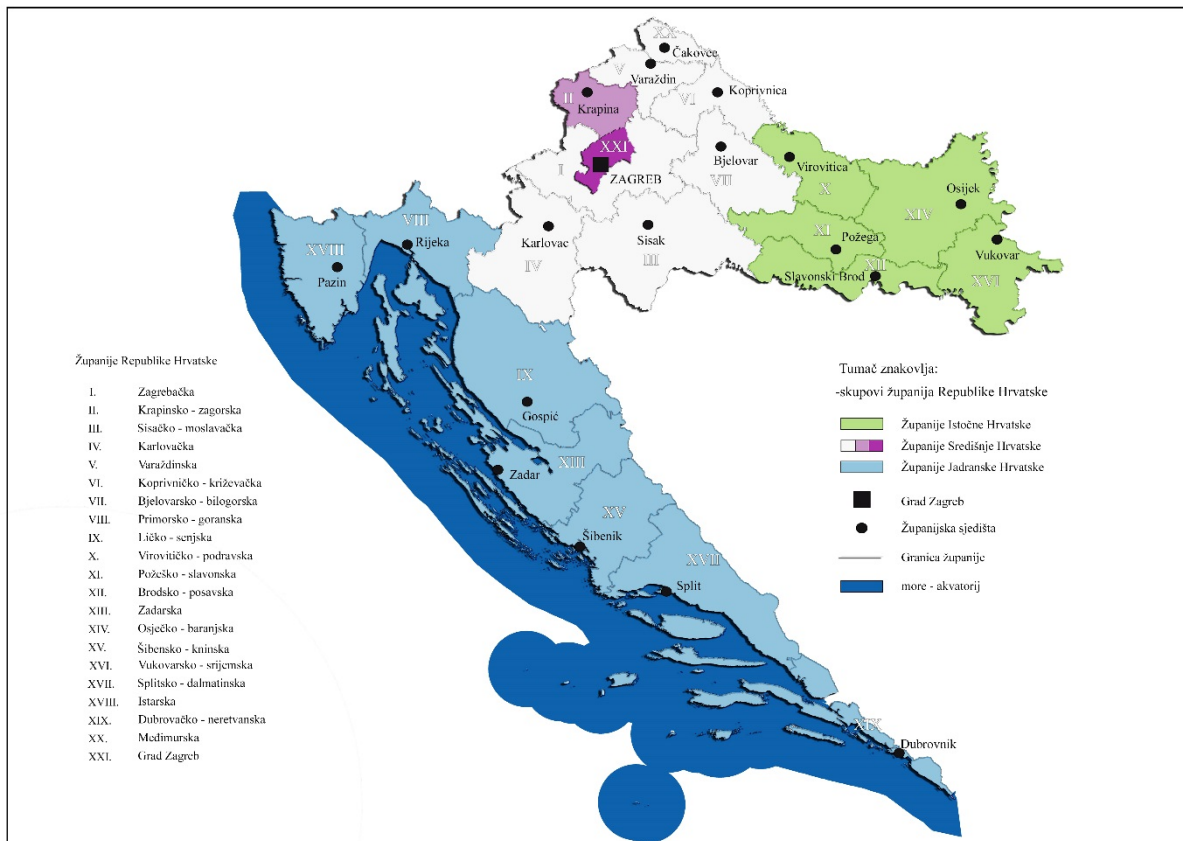 XX
Čakovec
V
Varaždin
II
Krapina
VI
Koprivnica
XXI
ZAGREB
I
Bjelovar
VII
Virovitica
X
Osijek
XIV
XVIII
Pazin
VIII
Rijeka
Karlovac
IV
Sisak
III
XI
Požega
XII
Slavonski Brod
Vukovar
XVI
IX
Gospić
XIII
Zadar
XV
Šibenik
XVII
Split
XIX
Dubrovnik
Županije Republike Hrvatske
I. Zagrebačka
II. Krapinsko - zagorska
III. Sisačko - moslavačka
IV. Karlovačka
V. Varaždinska
VI. Koprivničko - križevačka
VII. Bjelovarsko - bilogorska
VIII. Primorsko - goranska
IX. Ličko - senjska
X. Virovitičko - podravska
XI. Požeško - slavonska
XII. Brodsko - posavska
XIII. Zadarska
XIV. Osječko - baranjska
XV. Šibensko - kninska
XVI. Vukovarsko - srijemska
XVII. Splitsko - dalmatinska
XVIII. Istarska
XIX. Dubrovačko - neretvanska
XX. Međimurska
XXI. Grad Zagreb
Tumač znakovlja:
-skupovi županija Republike Hrvatske
Županije Istočne Hrvatske
Županije Središnje Hrvatske
Županije Jadranske Hrvatske
Grad Zagreb
Županijska sjedišta
Granica županije
more - akvatorij